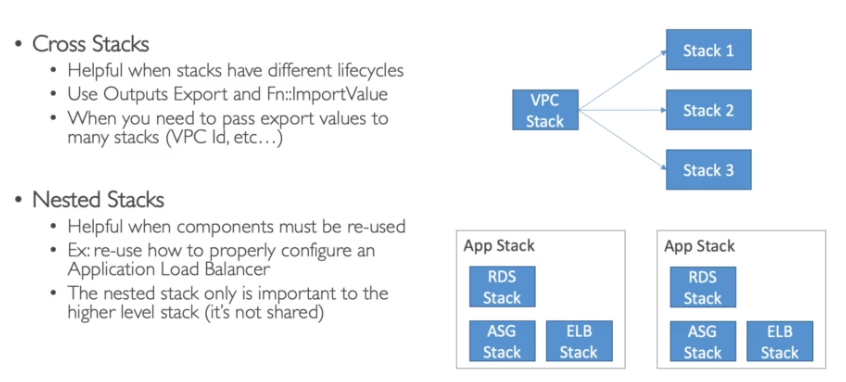 • Cross Stacks
• Helpful when stacks have different lifecycles
• Use Outputs Export and Fn::ImportValue
• When you need to pass export values to
many stacks (VPC Id, etc…)
• Nested Stacks
• Helpful when components must be re-used
• Ex: re-use how to properly configure an
Application Load Balancer
• The nested stack only is important to the
higher level stack (it's not shared)
VPC
Stack
Stack 1
Stack 2
Stack 3
App Stack
RDS
Stack
ASG
Stack
ELB
Stack
App Stack
RDS
Stack
ASG
Stack
ELB
Stack